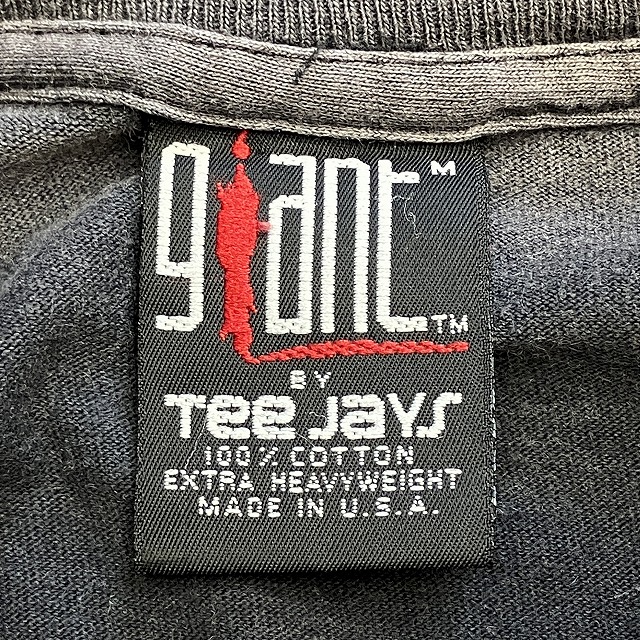 giant™
TM
BY
Tee Jays
100% COTTON
EXTRA HEAVYWEIGHT
MADE IN U.S.A.